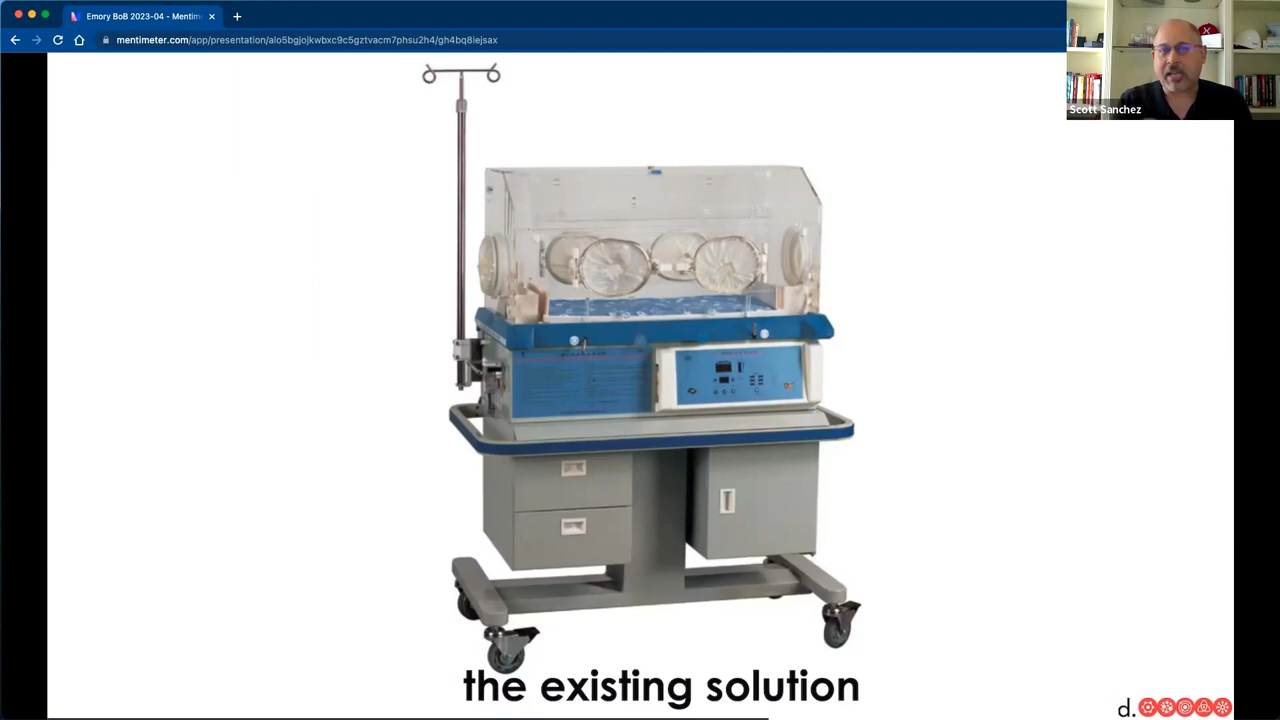 Emory BoB 2023-04 - Mentim
mentimeter.com/app/presentation/alo5bgjojkwbxc9c5gztvacm7phsu2h4/gh4bq8iejsax
Scott Sanchez
the existing solution
d.